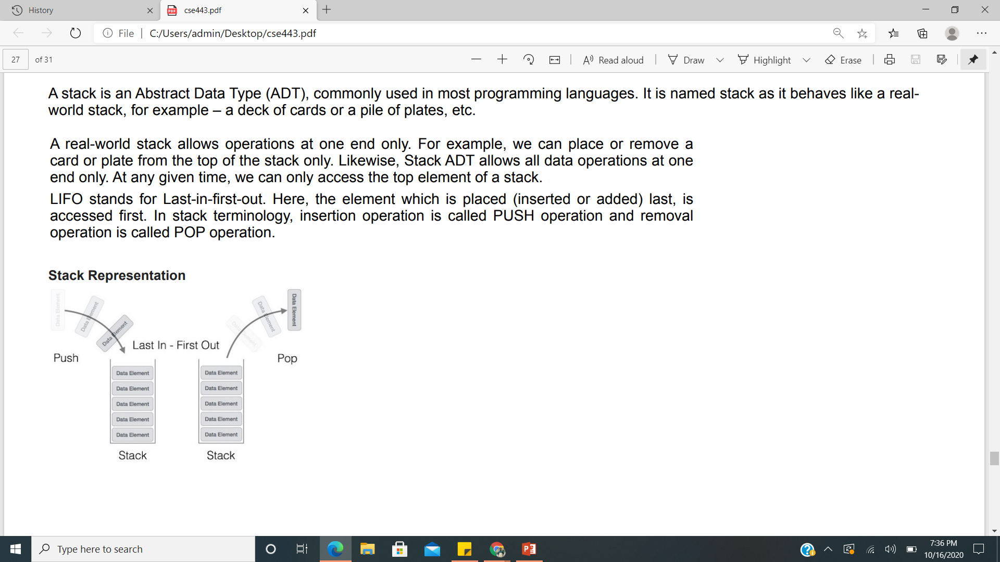 History
cse443.pdf
File
C:/Users/admin/Desktop/cse443.pdf
27
of 31
Read aloud
Draw
Highlight
Erase
A stack is an Abstract Data Type (ADT), commonly used in most programming languages. It is named stack as it behaves like a real-
world stack, for example – a deck of cards or a pile of plates, etc.
A real-world stack allows operations at one end only. For example, we can place or remove a
card or plate from the top of the stack only. Likewise, Stack ADT allows all data operations at one
end only. At any given time, we can only access the top element of a stack.
LIFO stands for Last-in-first-out. Here, the element which is placed (inserted or added) last, is
accessed first. In stack terminology, insertion operation is called PUSH operation and removal
operation is called POP operation.
Stack Representation
Data Element
Data Element
Data Element
Data Element
Data Element
Data Element
Last In - First Out
Push
Pop
Data Element
Data Element
Data Element
Data Element
Data Element
Stack
Data Element
Data Element
Data Element
Data Element
Data Element
Stack
Type here to search
7:36 PM
10/16/2020